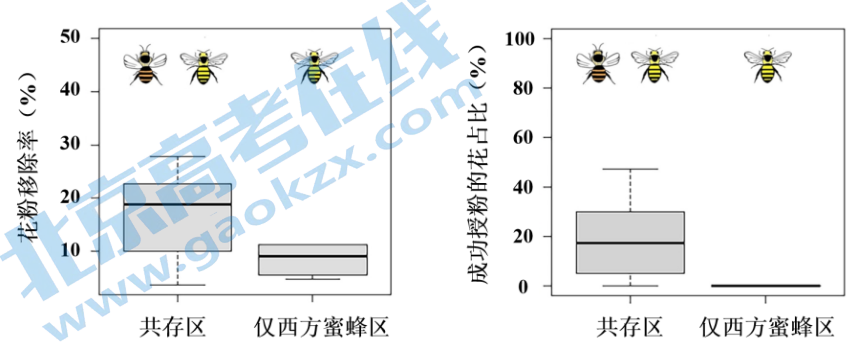 花粉移除率（%）
50
40
30
20
10
共存区
仅西方蜜蜂区
成功授粉的花占比（%）
100
80
60
40
20
0
共存区
仅西方蜜蜂区
北京高考在线
www.gaokzx.com